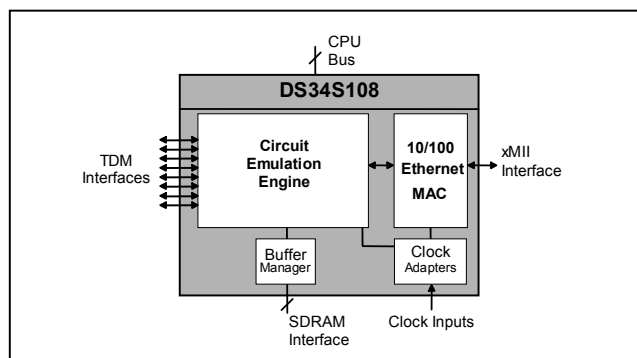 CPU
Bus
DS34S108
TDM
Interfaces
Circuit
Emulation
Engine
10/100
Ethernet
MAC
xMII
Interface
Buffer
Manager
Clock
Adapters
SDRAM
Interface
Clock Inputs